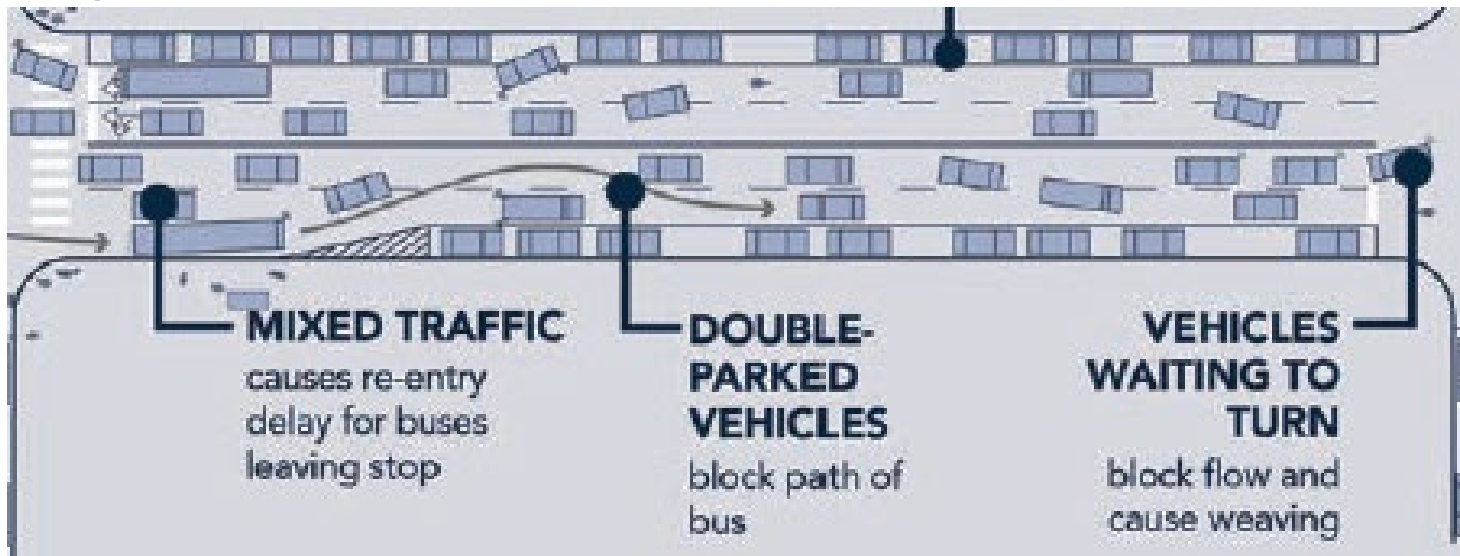 MIXED TRAFFIC
causes re-entry
delay for buses
leaving stop
DOUBLE-
PARKED
VEHICLES
block path of
bus
VEHICLES
WAITING TO
TURN
block flow and
cause weaving